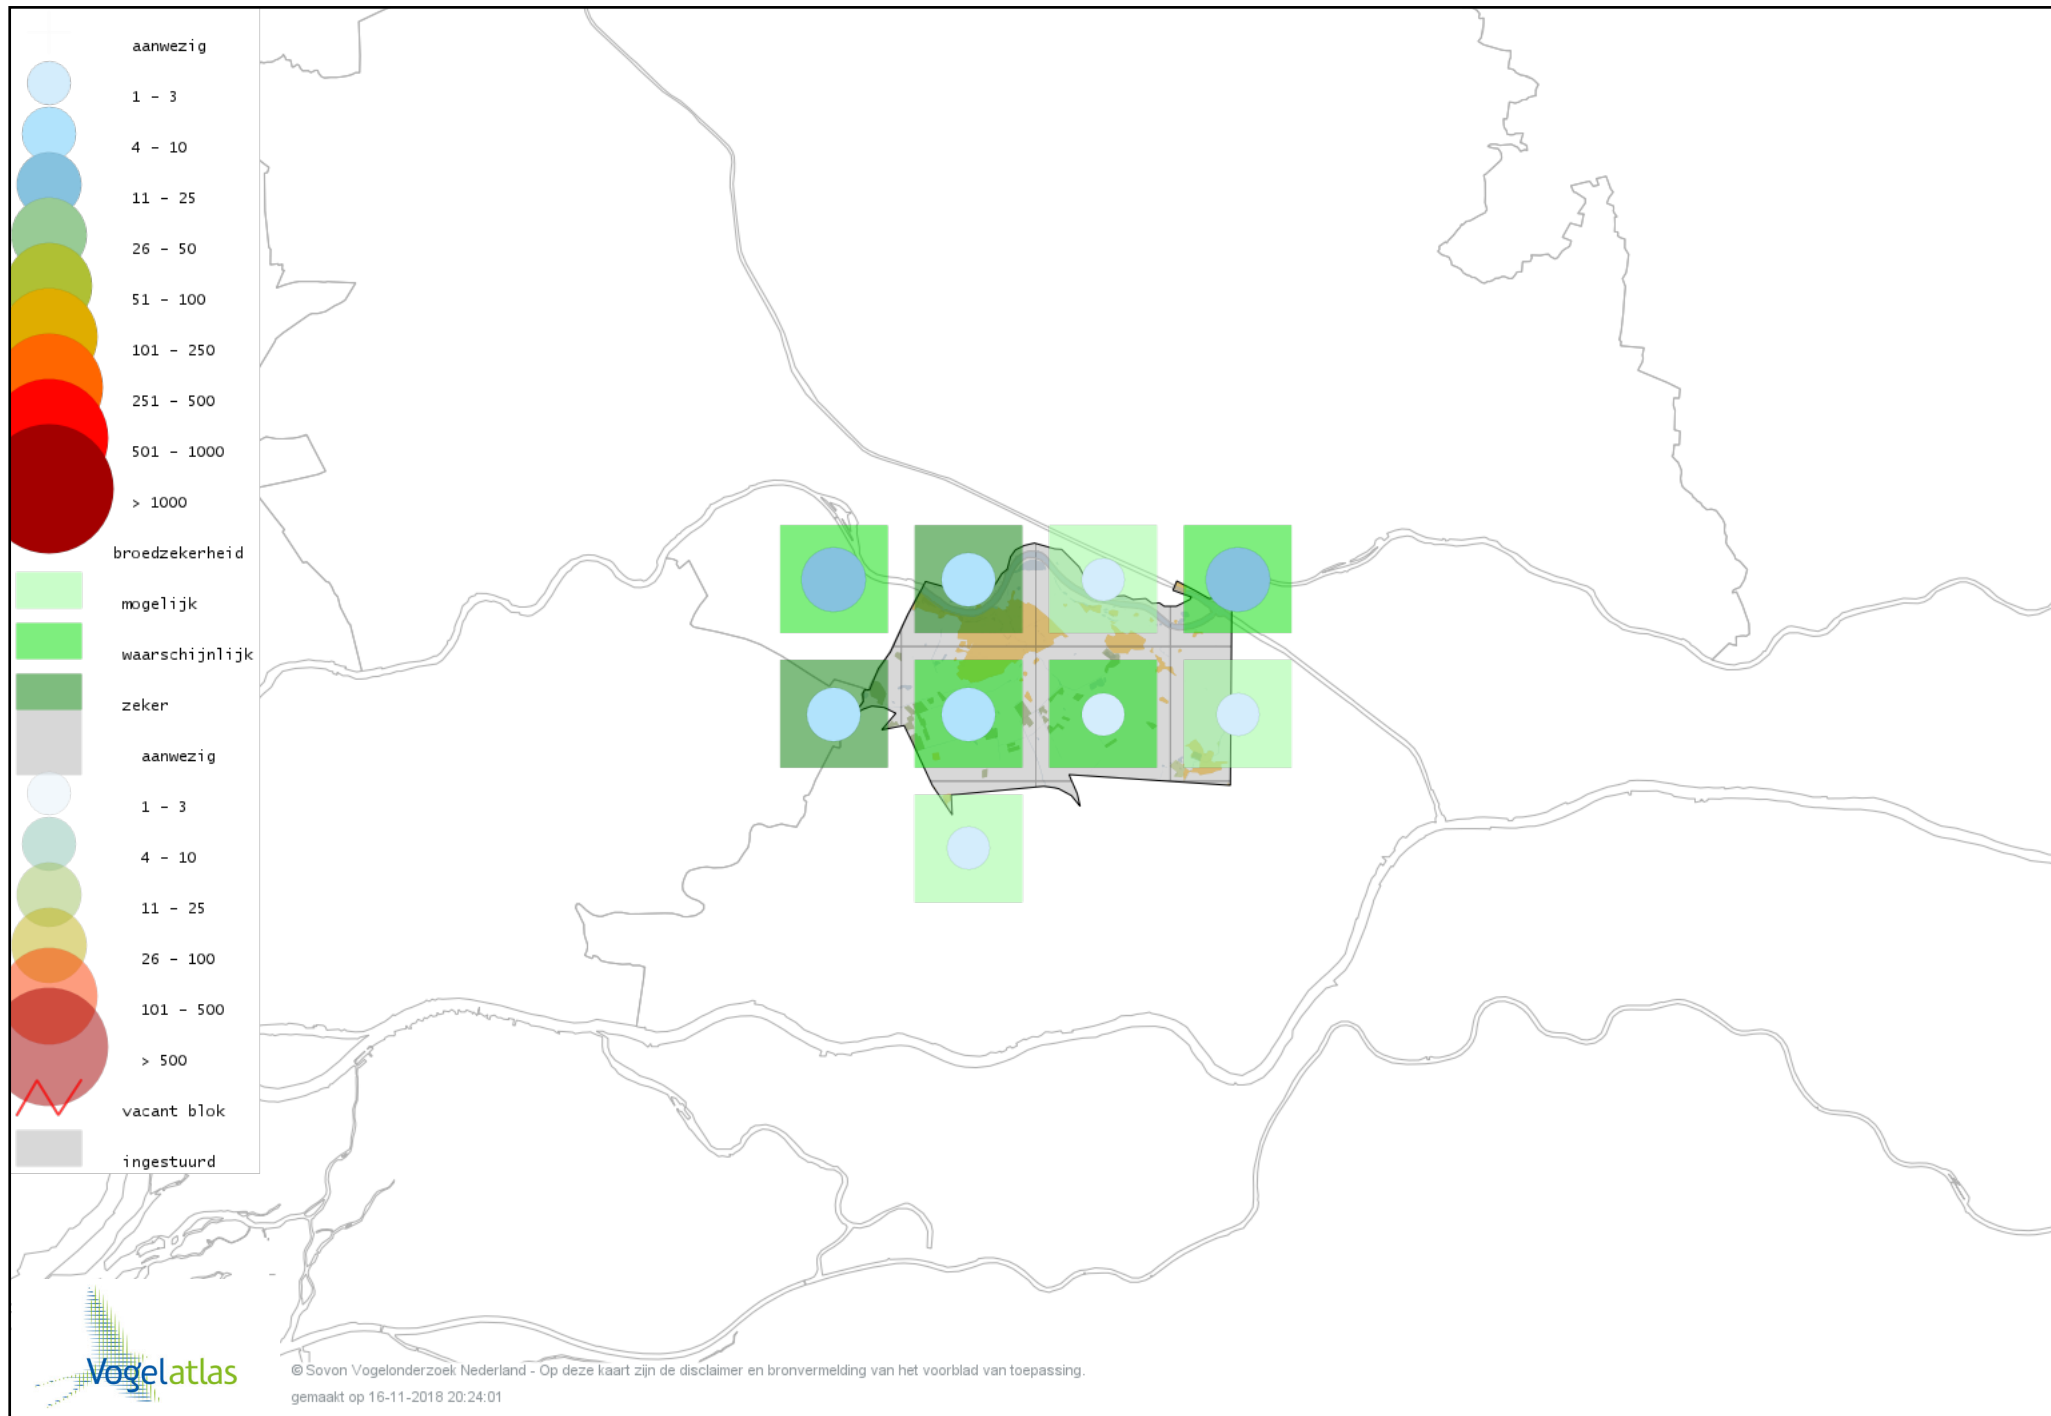 aanwezig
1 - 3
4 - 10
11 - 25
26 - 50
51 - 100
101 - 250
251 - 500
501 - 1000
> 1000
broedzekerheid
mogelijk
waarschijnlijk
zeker
aanwezig
1 - 3
4 - 10
11 - 25
26 - 100
101 - 500
> 500
vacant blok
ingestuurd
Vogelatlas
© Sovon Vogelonderzoek Nederland - Op deze kaart zijn de disclaimer en bronvermelding van het voorblad van toepassing.
gemaakt op 16-11-2018 20:24:01